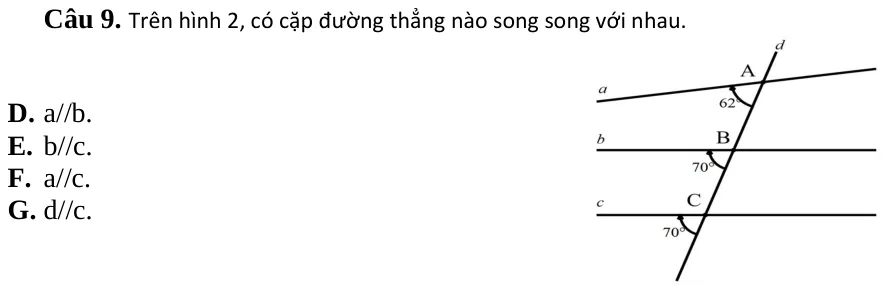 Câu 9. Trên hình 2, có cặp đường thẳng nào song song với nhau.
D. a//b.
E. b//c.
F. a//c.
G. d//c.
d
A
a
62°
b
B
70°
c
C
70°